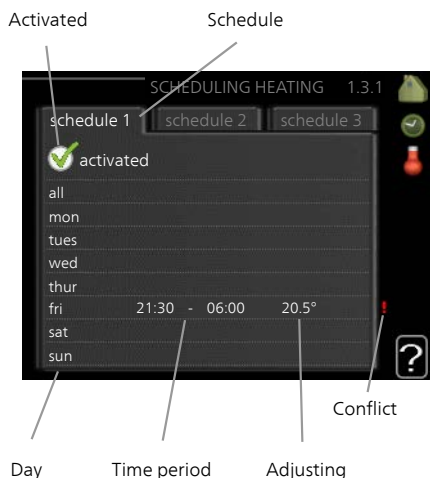 Activated Schedule
SCHEDULING HEATING 1.3.1
schedule 1 schedule 2 schedule 3
activated
all
mon
tues
wed
thur
fri 21:30 - 06:00 20.5° !
sat
sun
?
Conflict
Day Time period Adjusting